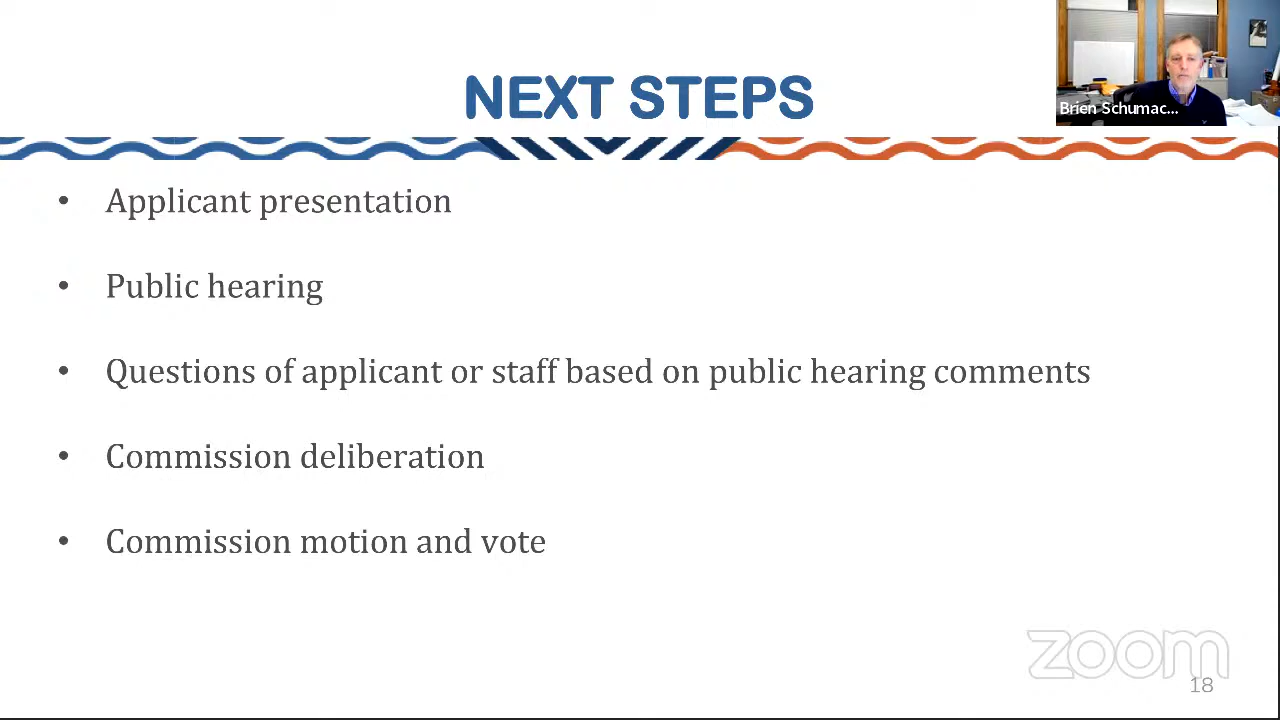 Brien Schumac...
NEXT STEPS
• Applicant presentation
• Public hearing
• Questions of applicant or staff based on public hearing comments
• Commission deliberation
• Commission motion and vote
zoom
18